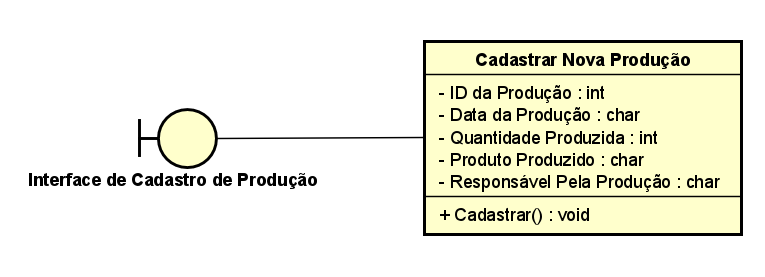 Cadastrar Nova Produção
- ID da Produção : int
- Data da Produção : char
- Quantidade Produzida : int
- Produto Produzido : char
- Responsável Pela Produção : char
+ Cadastrar() : void
Interface de Cadastro de Produção